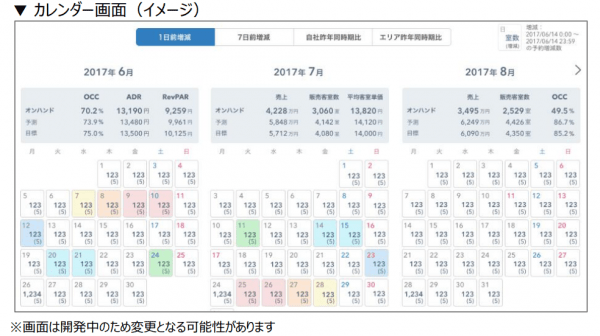 ▼ カレンダー画面（イメージ）
1日前増減 7日前増減 自社昨年同時期比 エリア昨年同時期比
日
室数
(増減)
増減：
2017/06/14 0:00 ～
2017/06/14 23:59
の予約増減数
2017年 6月
OCC ADR RevPAR
オンハンド 70.2% 13,190円 9,259円
予測 73.9% 13,480円 9,961円
目標 75.0% 13,500円 10,125円
月 火 水 木 金 土 日
1 2 3 4
123 123 123 123
(5) (5) (5) (5)
5 6 7 8 9 10 11
123 123 123 123 123 123 123
(5) (5) (5) (5) (5) (5) (5)
12 13 14 15 16 17 18
123 123 123 123 123 123 123
(5) (5) (5) (5) (5) (5) (5)
19 20 21 22 23 24 25
123 123 123 123 123 123 123
(5) (5) (5) (5) (5) (5) (5)
26 27 28 29 30
1,234 123 123 123 123
(5) (5) (5) (5) (5)
2017年 7月
売上 販売客室数 平均客室単価
オンハンド 4,228万円 3,060室 13,820円
予測 5,848万円 4,142室 14,120円
目標 5,712万円 4,080室 14,000円
月 火 水 木 金 土 日
1 2
123 123
(5) (5)
3 4 5 6 7 8 9
123 123 123 123 123 123 123
(5) (5) (5) (5) (5) (5) (5)
10 11 12 13 14 15 16
123 123 123 123 123 123 123
(5) (5) (5) (5) (5) (5) (5)
17 18 19 20 21 22 23
123 123 123 123 123 123 123
(5) (5) (5) (5) (5) (5) (5)
24 25 26 27 28 29 30
1,234 123 123 123 123 123 123
(5) (5) (5) (5) (5) (5) (5)
2017年 8月
売上 販売客室数 OCC
オンハンド 3,495万円 2,529室 49.5%
予測 6,249万円 4,426室 86.7%
目標 6,090万円 4,350室 85.2%
月 火 水 木 金 土 日
1 2 3 4 5 6
123 123 123 123 123 123
(5) (5) (5) (5) (5) (5)
7 8 9 10 11 12 13
123 123 123 123 123 123 123
(5) (5) (5) (5) (5) (5) (5)
14 15 16 17 18 19 20
123 123 123 123 123 123 123
(5) (5) (5) (5) (5) (5) (5)
21 22 23 24 25 26 27
123 123 123 123 123 123 123
(5) (5) (5) (5) (5) (5) (5)
28 29 30 31
1,234 123 123 123
(5) (5) (5) (5)
※画面は開発中のため変更となる可能性があります